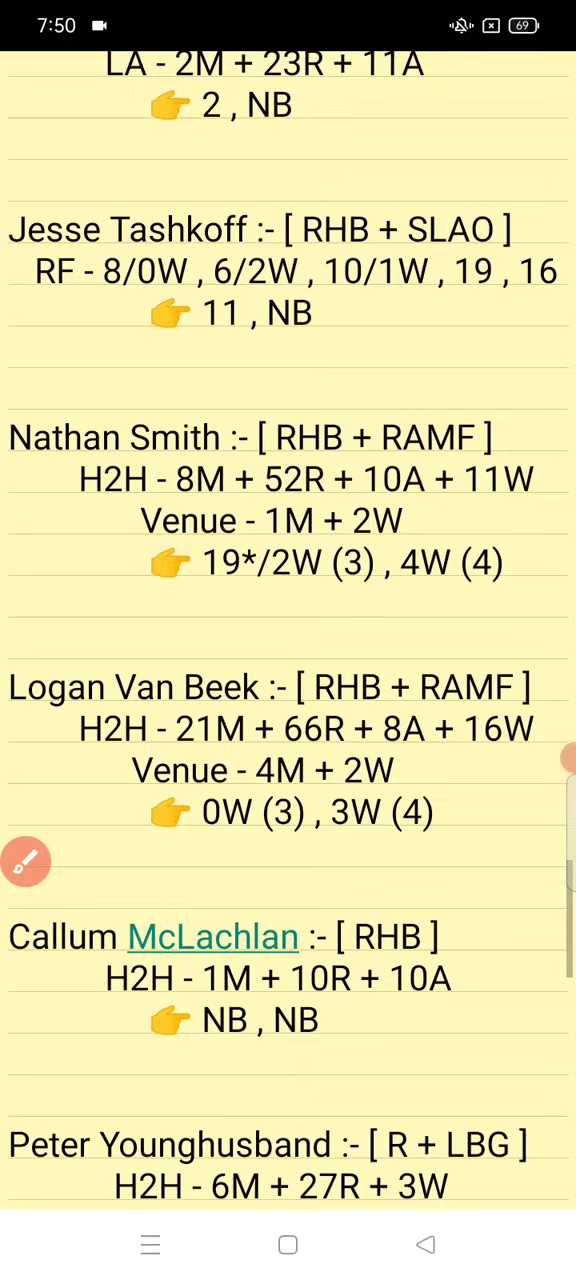 7:50
69
LA - 2M + 23R + 11A
👉 2 , NB
Jesse Tashkoff :- [ RHB + SLAO ]
RF - 8/0W , 6/2W , 10/1W , 19 , 16
👉 11 , NB
Nathan Smith :- [ RHB + RAMF ]
H2H - 8M + 52R + 10A + 11W
Venue - 1M + 2W
👉 19*/2W (3) , 4W (4)
Logan Van Beek :- [ RHB + RAMF ]
H2H - 21M + 66R + 8A + 16W
Venue - 4M + 2W
👉 0W (3) , 3W (4)
Callum McLachlan :- [ RHB ]
H2H - 1M + 10R + 10A
👉 NB , NB
Peter Younghusband :- [ R + LBG ]
H2H - 6M + 27R + 3W